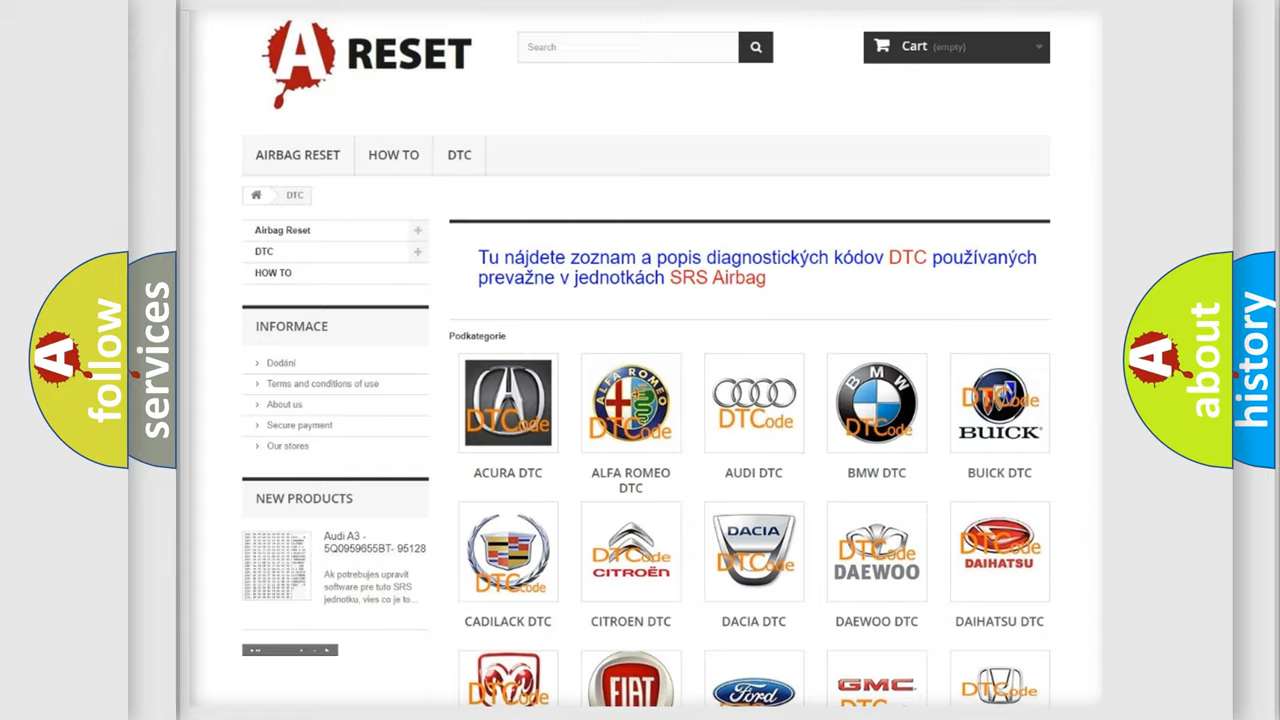 A RESET
Search
Cart (empty)
AIRBAG RESET
HOW TO
DTC
DTC
Airbag Reset
DTC
HOW TO
INFORMACE
Dodání
Terms and conditions of use
About us
Secure payment
Our stores
NEW PRODUCTS
Audi A3 -
5Q0959655BT- 95128
Ak potrebujes upravit
software pre tuto SRS
jednotku, vies co je to...
Tu nájdete zoznam a popis diagnostických kódov DTC používaných
prevažne v jednotkách SRS Airbag
Podkategorie
DTCode
ALFA ROMEO
DTCode
DTCode
BMW
DTCode
DTCode
BUICK
ACURA DTC
ALFA ROMEO
DTC
AUDI DTC
BMW DTC
BUICK DTC
DTCode
DTCode
CITROËN
DACIA
DTCode
DTCode
DAEWOO
DTCode
DAIHATSU
CADILACK DTC
CITROEN DTC
DACIA DTC
DAEWOO DTC
DAIHATSU DTC
DTCode
FIAT
Ford
GMC
DTCode
A follow
services
A about
history